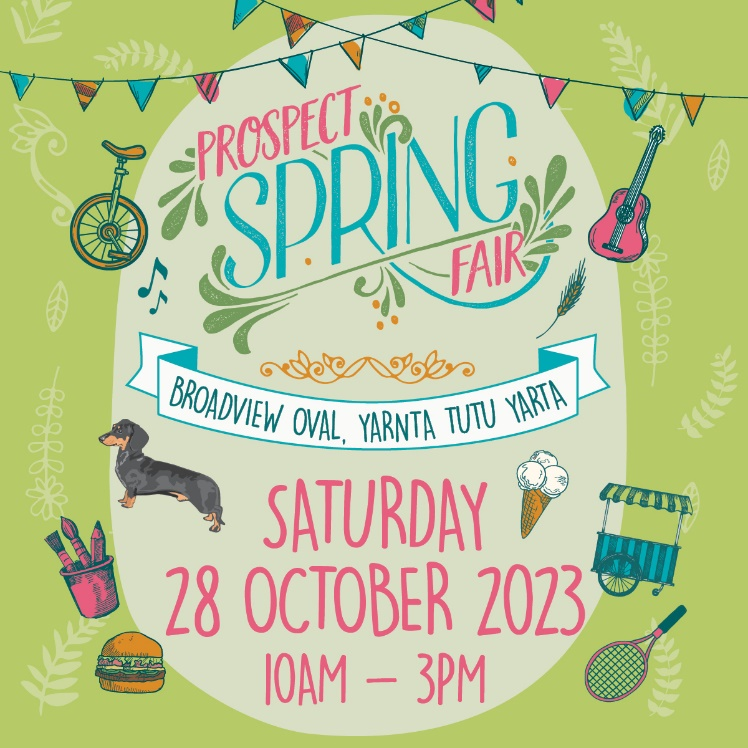 PROSPECT
SPRING
FAIR
BROADVIEW OVAL, YARNTA TUTU YARTA
SATURDAY
28 OCTOBER 2023
10AM – 3PM